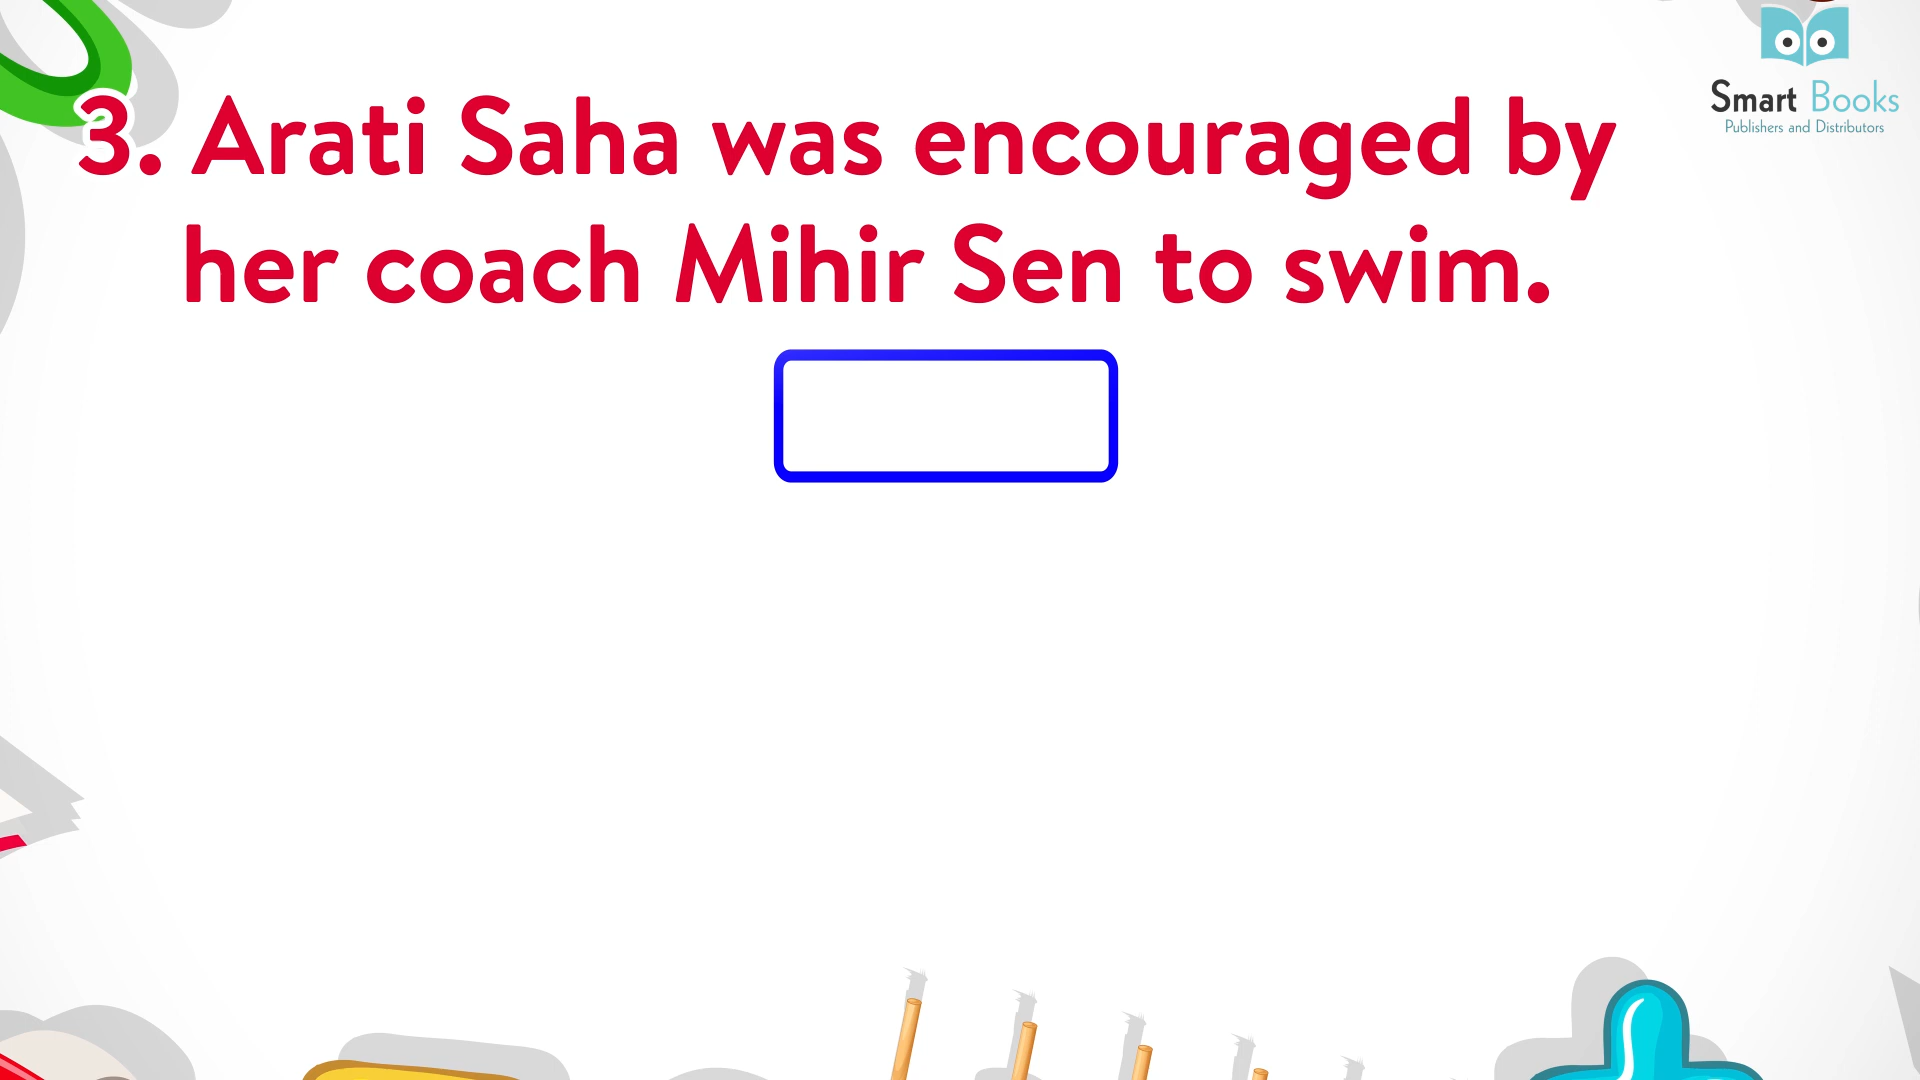 Smart Books
Publishers and Distributors
3. Arati Saha was encouraged by
her coach Mihir Sen to swim.